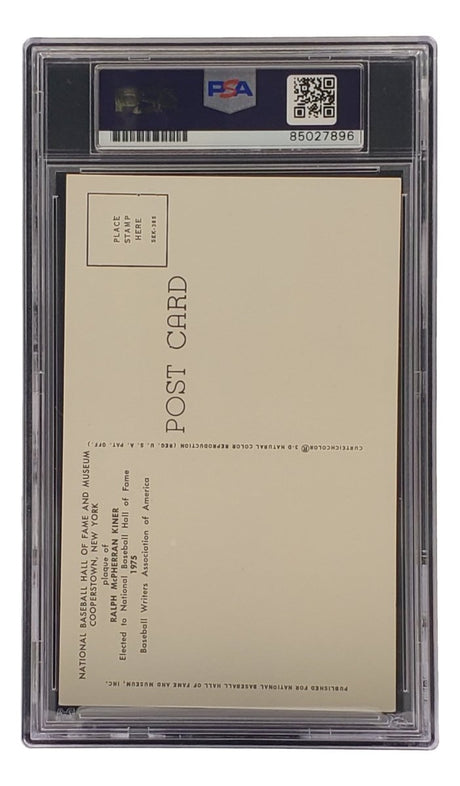 PSA
85027896
PLACE
STAMP
HERE
5EK-385
POST CARD
CURTEICHCOLOR® 3-D NATURAL COLOR REPRODUCTION (REG. U. S. A. PAT. OFF.)
NATIONAL BASEBALL HALL OF FAME AND MUSEUM
COOPERSTOWN, NEW YORK
plaque of
RALPH McPHERRAN KINER
Elected to National Baseball Hall of Fame
1975
Baseball Writers Association of America
PUBLISHED FOR NATIONAL BASEBALL HALL OF FAME AND MUSEUM, INC.